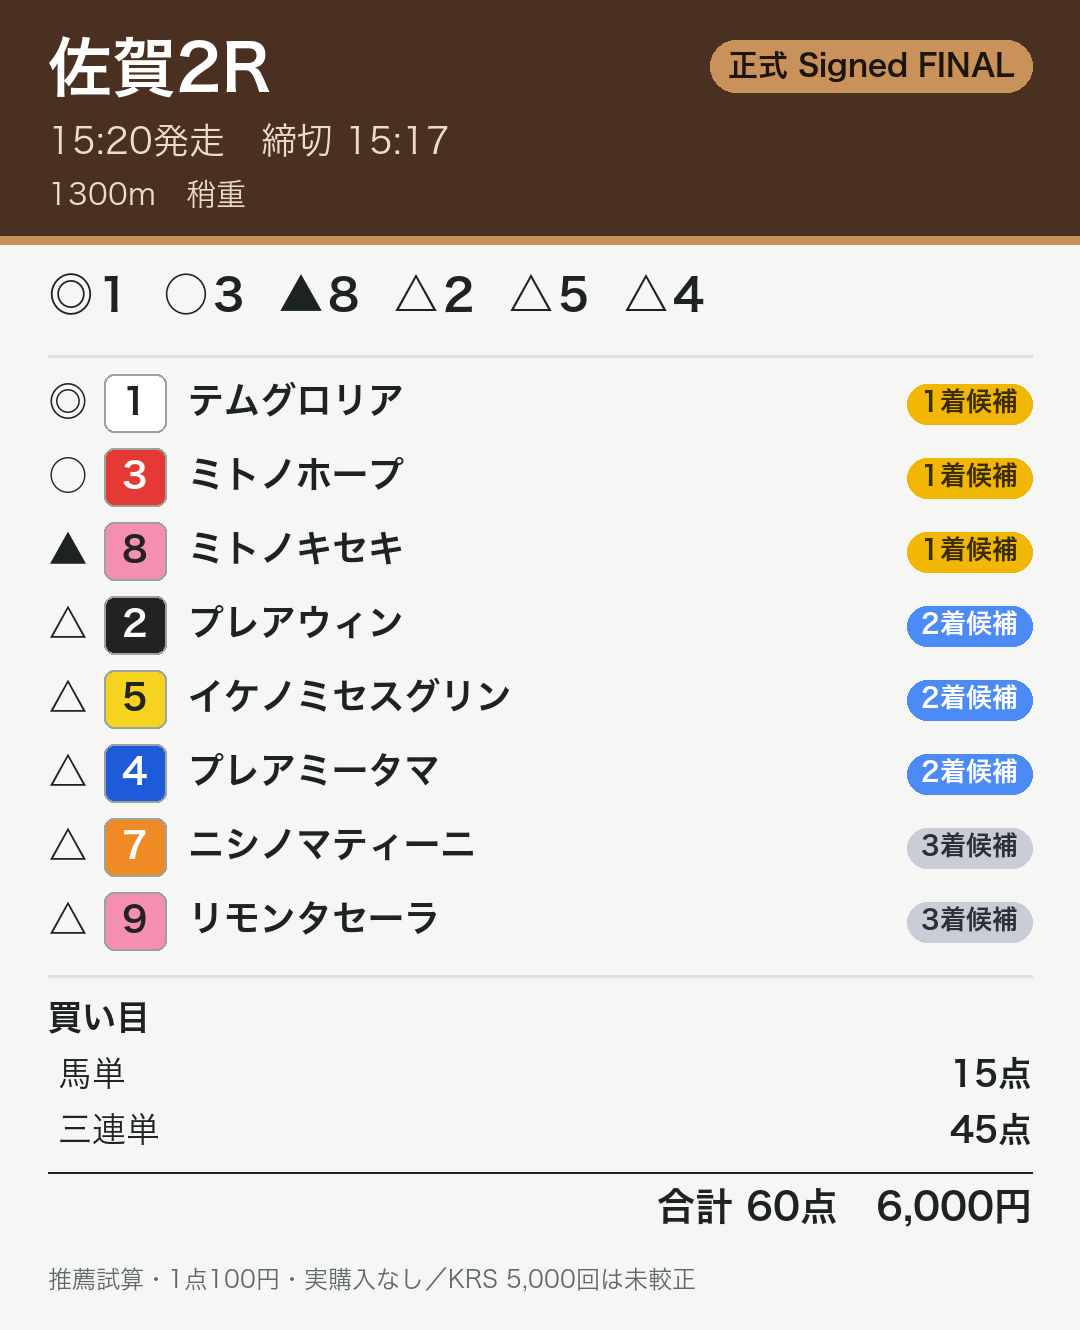 佐賀2R
正式 Signed FINAL
15:20発走　締切 15:17
1300m　稍重
◎1 ○3 ▲8 △2 △5 △4
◎ 1 テムグロリア 1着候補
○ 3 ミトノホープ 1着候補
▲ 8 ミトノキセキ 1着候補
△ 2 プレアウィン 2着候補
△ 5 イケノミセスグリン 2着候補
△ 4 プレアミータマ 2着候補
△ 7 ニシノマティーニ 3着候補
△ 9 リモンタセーラ 3着候補
買い目
馬単 15点
三連単 45点
合計 60点　6,000円
推薦試算・1点100円・実購入なし／KRS 5,000回は未較正